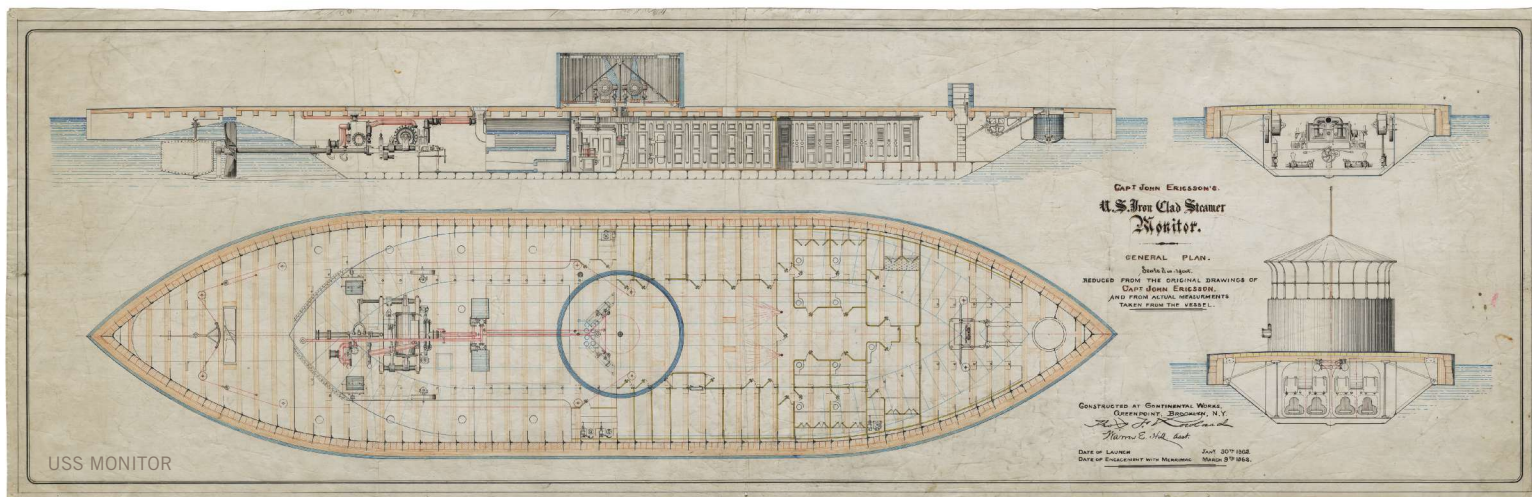 CAPT JOHN ERICSSON'S
U.S. Iron Clad Steamer
Monitor.
GENERAL PLAN.
REDUCED FROM THE ORIGINAL DRAWINGS OF
CAPT JOHN ERICSSON,
AND FROM ACTUAL MEASURMENTS
TAKEN FROM THE VESSEL.
CONSTRUCTED AT CONTINENTAL WORKS,
GREENPOINT, BROOKLYN, N.Y.
DATE OF LAUNCH JANY 30TH 1862
DATE OF ENGAGEMENT WITH MERRIMAC MARCH 9TH 1862.
USS MONITOR